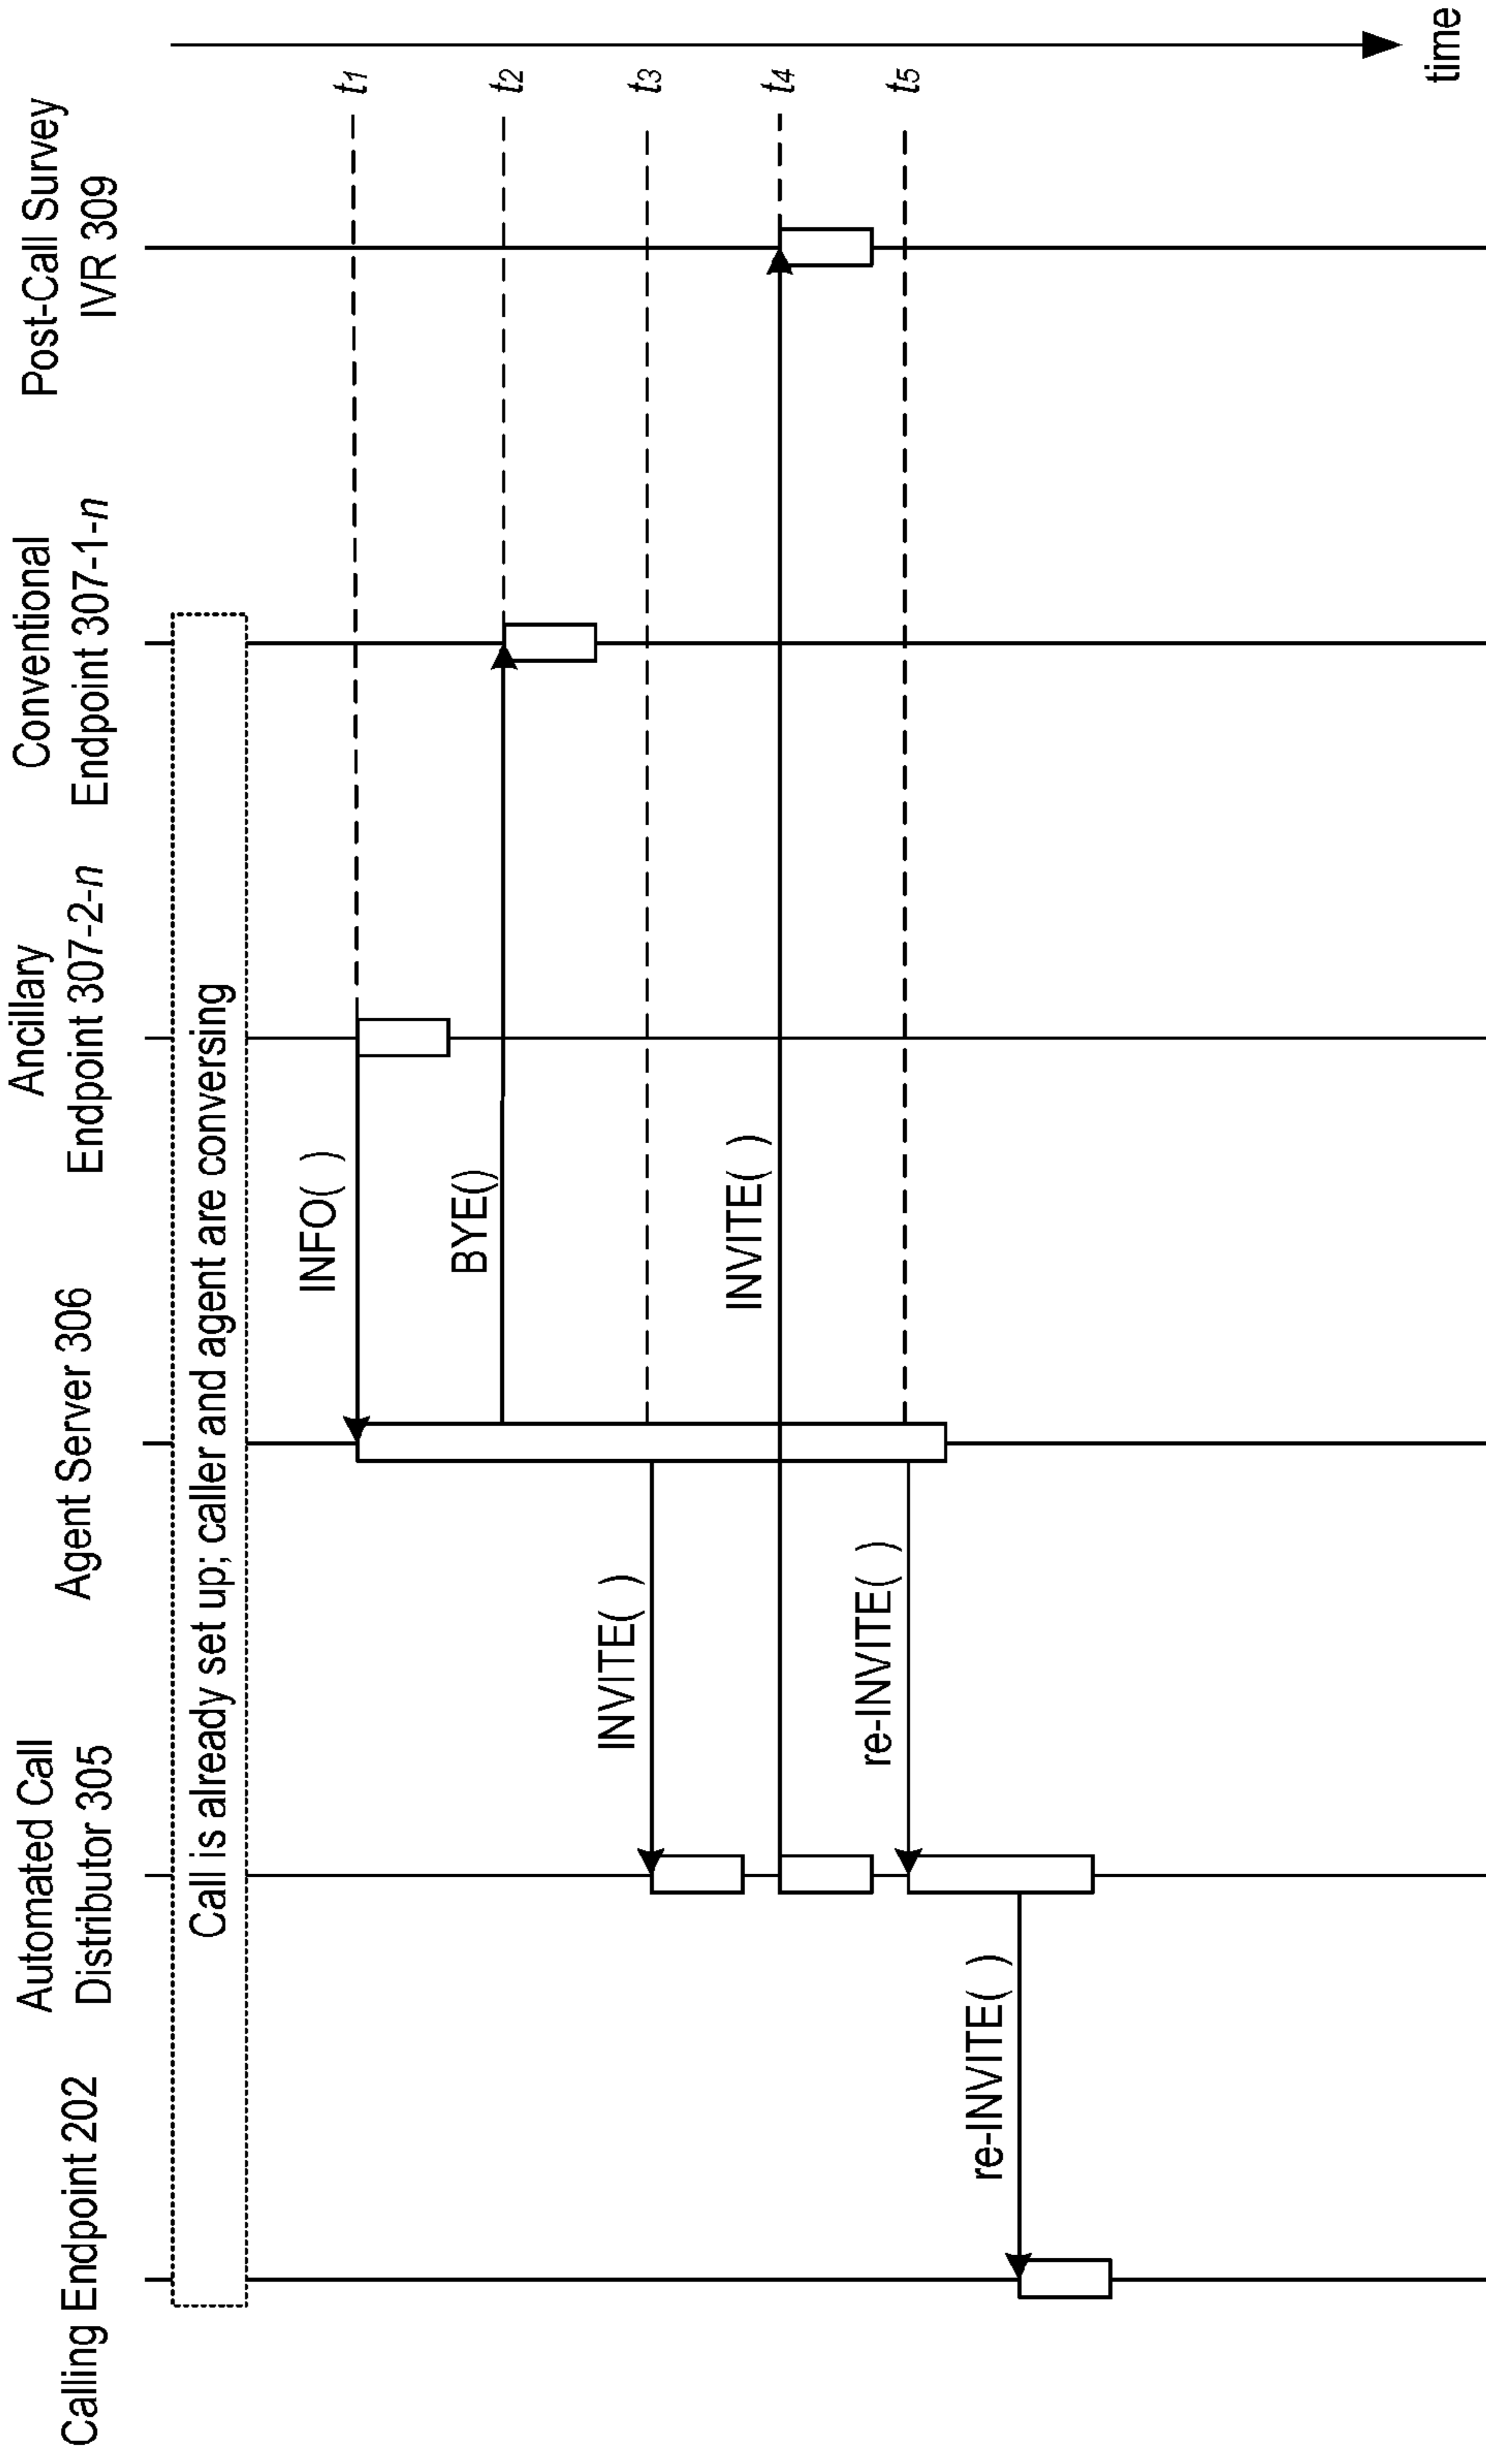 Calling Endpoint 202
Automated Call
Distributor 305
Agent Server 306
Ancillary
Endpoint 307-2-n
Conventional
Endpoint 307-1-n
Post-Call Survey
IVR 309
Call is already set up; caller and agent are conversing
INFO( )
t1
BYE()
t2
INVITE( )
t3
INVITE( )
t4
re-INVITE( )
t5
re-INVITE( )
time